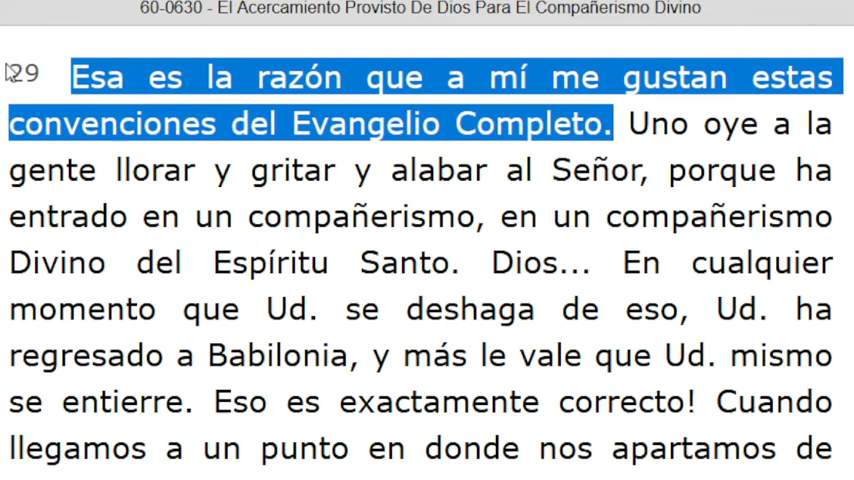 60-0630 - El Acercamiento Provisto De Dios Para El Compañerismo Divino
29 Esa es la razón que a mí me gustan estas
convenciones del Evangelio Completo. Uno oye a la
gente llorar y gritar y alabar al Señor, porque ha
entrado en un compañerismo, en un compañerismo
Divino del Espíritu Santo. Dios... En cualquier
momento que Ud. se deshaga de eso, Ud. ha
regresado a Babilonia, y más le vale que Ud. mismo
se entierre. Eso es exactamente correcto! Cuando
llegamos a un punto en donde nos apartamos de